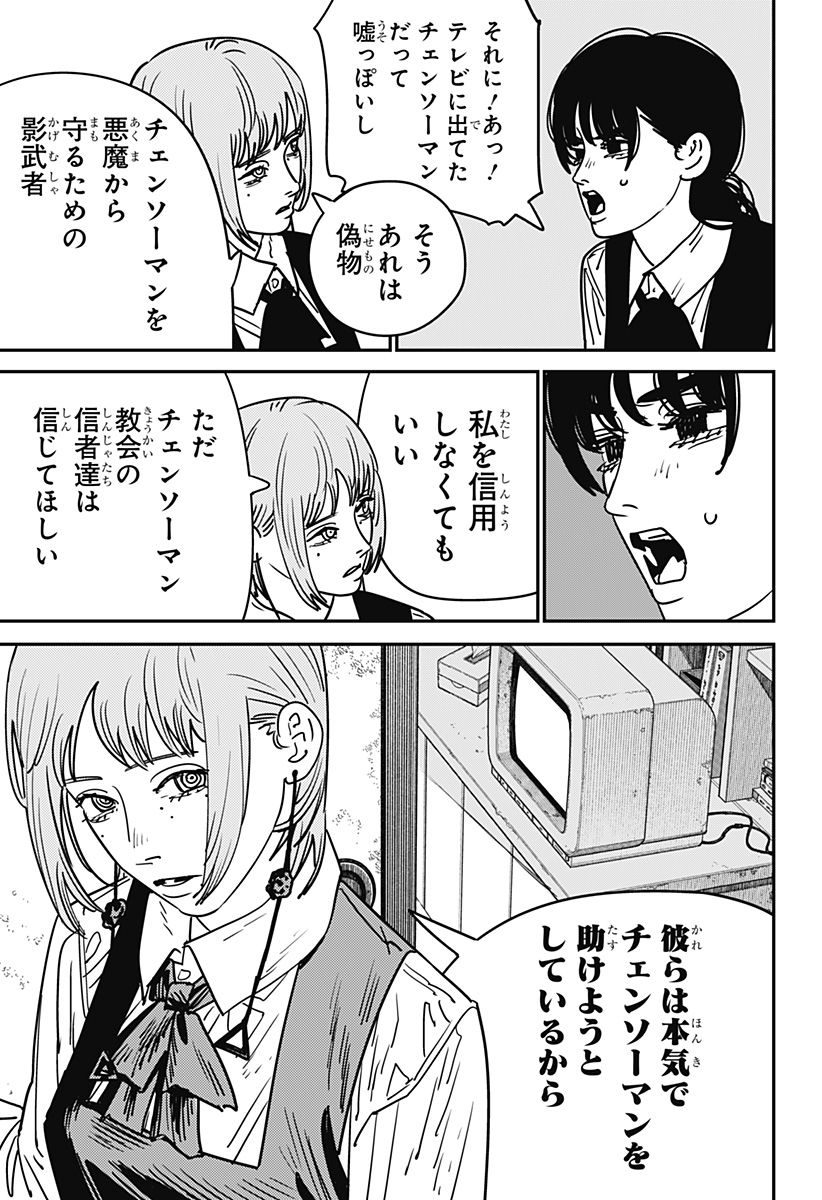 それに！あっ！
テレビに出てた
チェンソーマン
だって
嘘っぽいし
そう
あれは
偽物
チェンソーマンを
悪魔から
守るための
影武者
私を信用
しなくても
いい
ただ
チェンソーマン
教会の
信者達は
信じてほしい
彼らは本気で
チェンソーマンを
助けようと
しているから